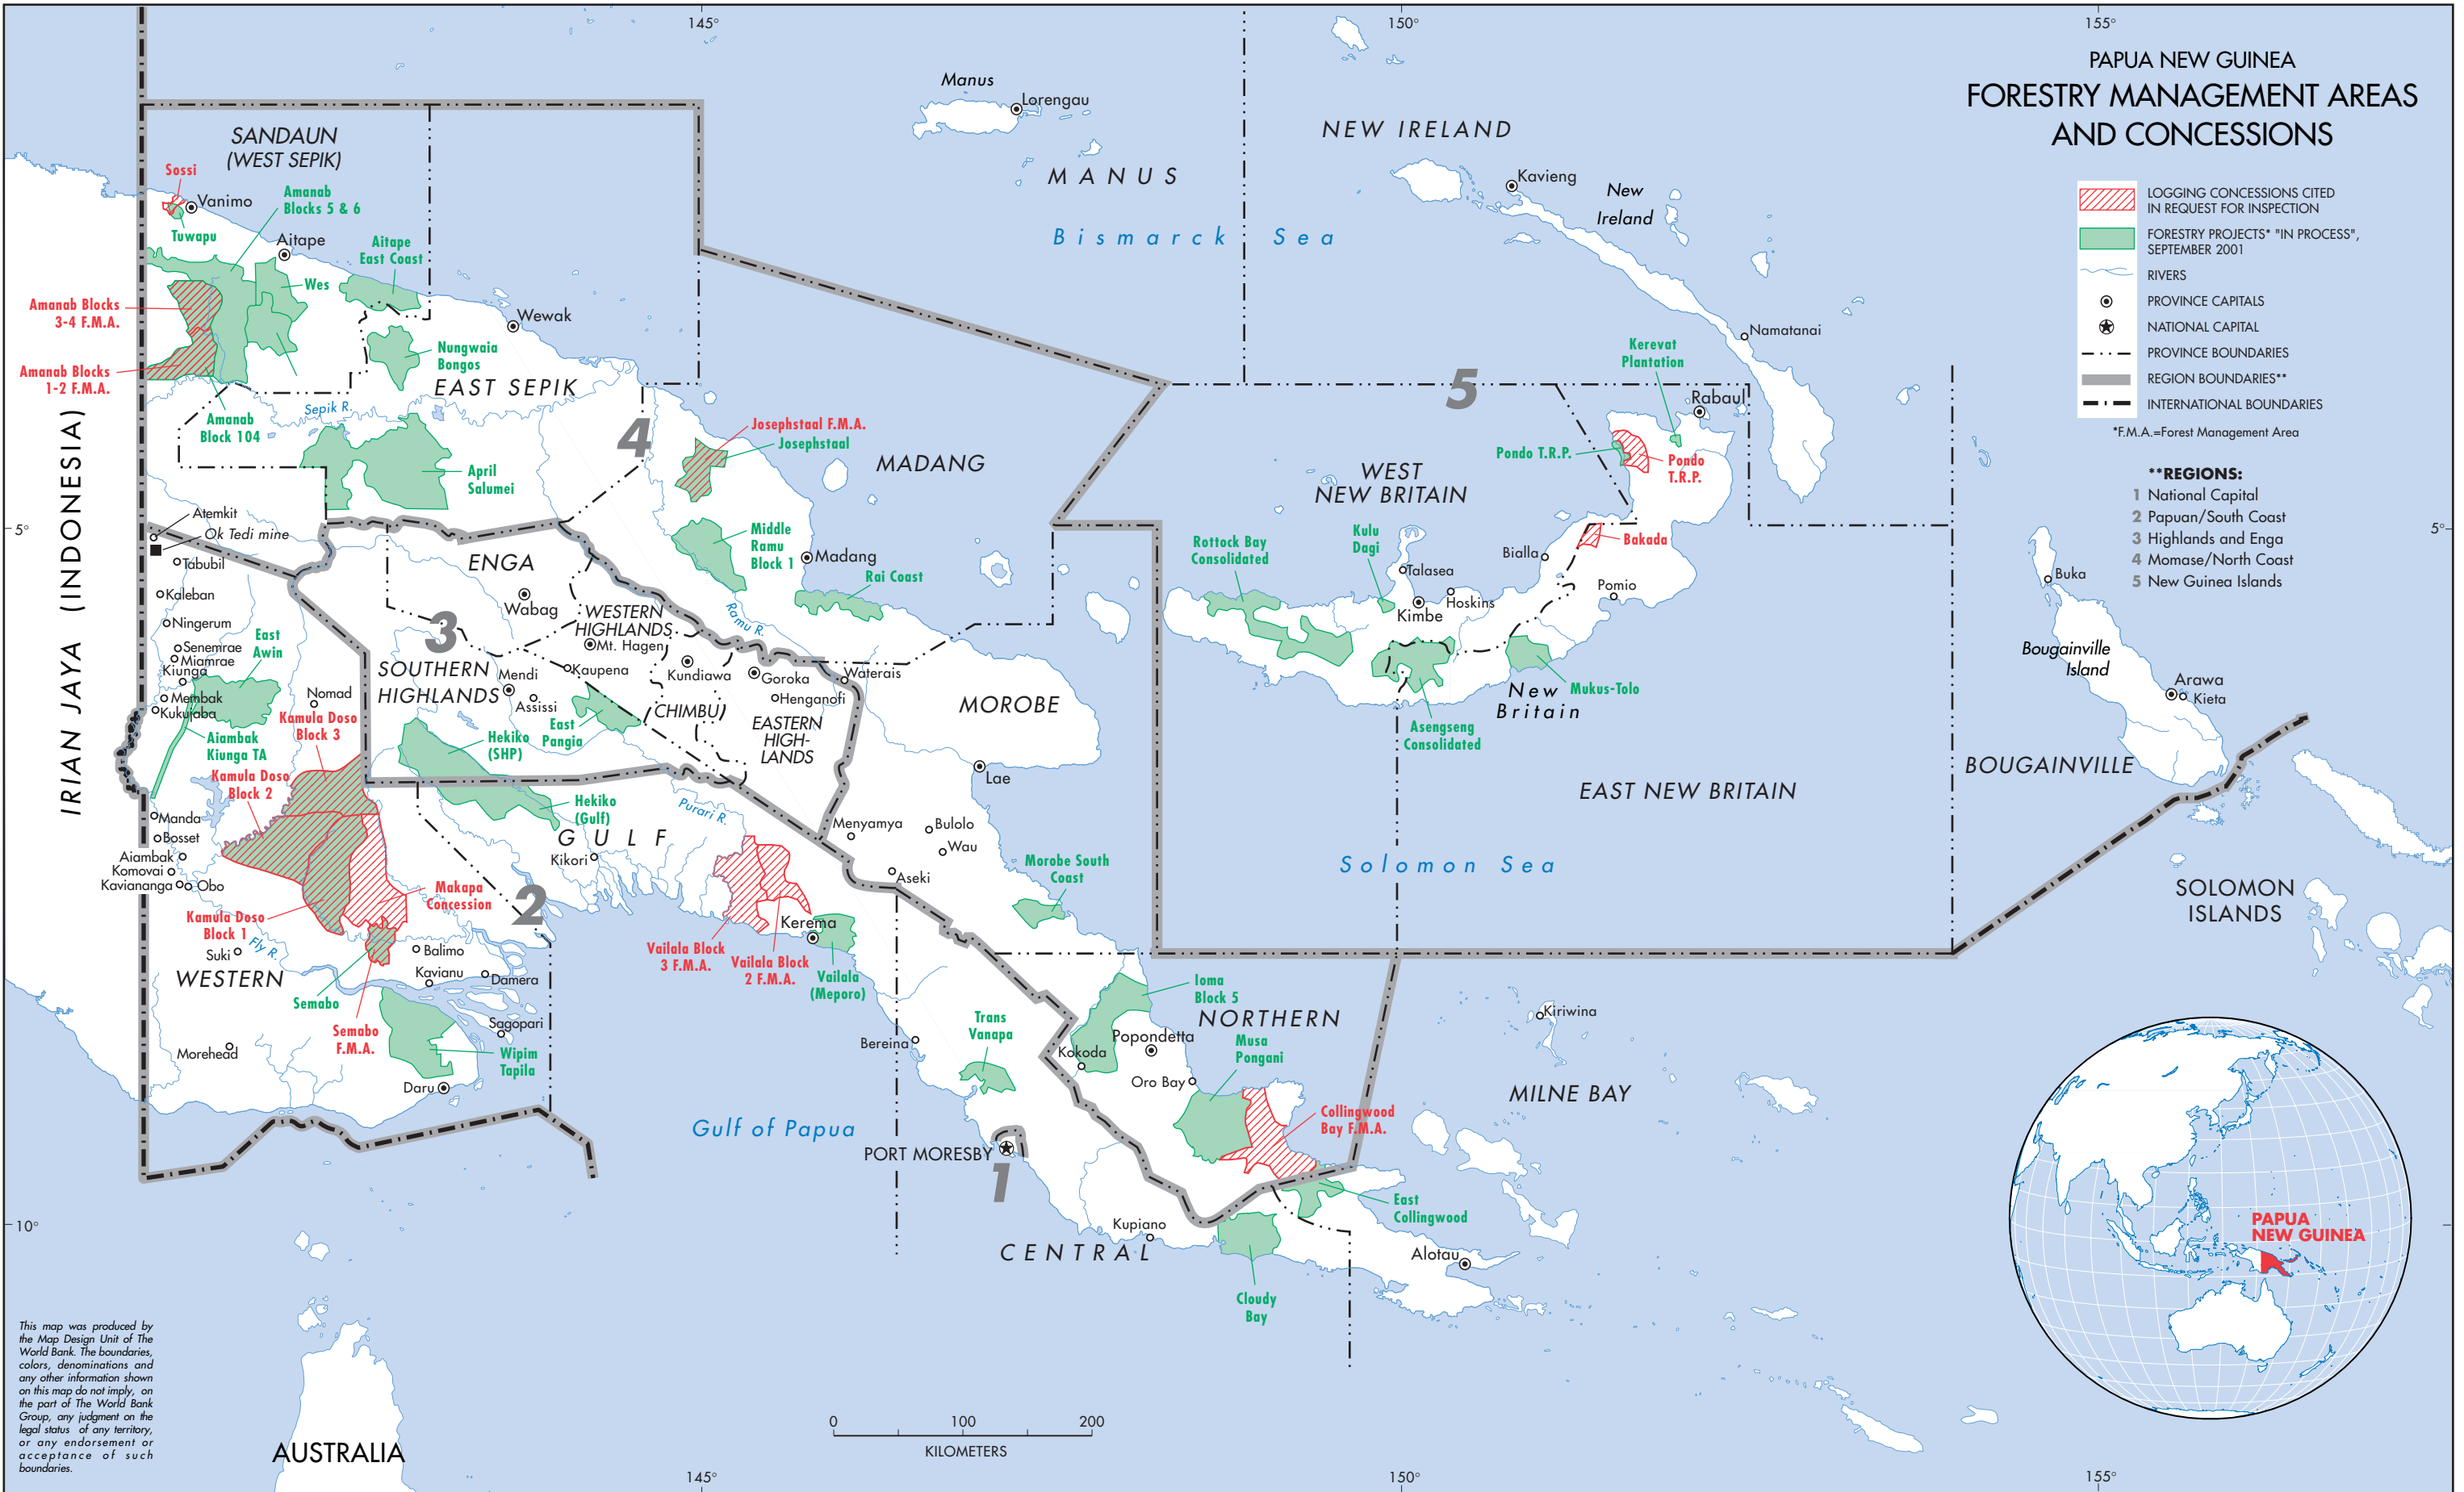 PAPUA NEW GUINEA
FORESTRY MANAGEMENT AREAS
AND CONCESSIONS
LOGGING CONCESSIONS CITED
IN REQUEST FOR INSPECTION
FORESTRY PROJECTS* "IN PROCESS",
SEPTEMBER 2001
RIVERS
PROVINCE CAPITALS
NATIONAL CAPITAL
PROVINCE BOUNDARIES
REGION BOUNDARIES**
INTERNATIONAL BOUNDARIES
*F.M.A.=Forest Management Area
**REGIONS:
1 National Capital
2 Papuan/South Coast
3 Highlands and Enga
4 Momase/North Coast
5 New Guinea Islands
145°
150°
155°
5°
5°
10°
145°
150°
155°
SANDAUN
(WEST SEPIK)
Sossi
Vanimo
Tuwapu
Amanab
Blocks 5 & 6
Aitape
Aitape
East Coast
Wes
Amanab Blocks
3-4 F.M.A.
Amanab Blocks
1-2 F.M.A.
Amanab
Block 104
Nungwaia
Bongos
Wewak
EAST SEPIK
Sepik R.
April
Salumei
4
Josephstaal F.M.A.
Josephstaal
MADANG
Middle
Ramu
Block 1
Madang
Rai Coast
Ramu R.
Manus
Lorengau
MANUS
Bismarck Sea
NEW IRELAND
Kavieng
New
Ireland
Namatanai
Kerevat
Plantation
Rabaul
5
Pondo T.R.P.
Pondo
T.R.P.
WEST
NEW BRITAIN
Kulu
Dagi
Rottock Bay
Consolidated
Bialla
Bakada
Talasea
Hoskins
Kimbe
Pomio
Mukus-Tolo
New
Britain
Asengseng
Consolidated
EAST NEW BRITAIN
Solomon Sea
Buka
Bougainville
Island
Arawa
Kieta
BOUGAINVILLE
SOLOMON
ISLANDS
IRIAN JAYA (INDONESIA)
Atemkit
Ok Tedi mine
Tabubil
Kaleban
Ningerum
Senemrae
Miamrae
Kiunga
Membak
Kukujaba
East
Awin
Aiambak
Kiunga TA
Nomad
Kamula Doso
Block 3
Kamula Doso
Block 2
Manda
Bosset
Aiambak
Komovai
Kaviananga
Obo
Kamula Doso
Block 1
Makapa
Concession
Suki
Fly R.
WESTERN
Balimo
Kavianu
Damera
Semabo
Semabo
F.M.A.
Sagopari
Wipim
Tapila
Morehead
Daru
2
ENGA
Wabag
3
WESTERN
HIGHLANDS
Mt. Hagen
SOUTHERN
HIGHLANDS
Mendi
Kaupena
Assissi
East
Pangia
Kundiawa
CHIMBU
Goroka
Henganofi
Waterais
EASTERN
HIGH-
LANDS
Hekiko
(SHP)
Hekiko
(Gulf)
GULF
Kikori
Purari R.
MOROBE
Lae
Menyamya
Bulolo
Wau
Aseki
Morobe South
Coast
Kerema
Vailala Block
3 F.M.A.
Vailala Block
2 F.M.A.
Vailala
(Meporo)
Bereina
Trans
Vanapa
Gulf of Papua
PORT MORESBY
1
CENTRAL
Kupiano
Ioma
Block 5
NORTHERN
Popondetta
Kokoda
Oro Bay
Musa
Pongani
Collingwood
Bay F.M.A.
East
Collingwood
Cloudy
Bay
Alotau
MILNE BAY
Kiriwina
AUSTRALIA
PAPUA
NEW GUINEA
0 100 200
KILOMETERS
This map was produced by
the Map Design Unit of The
World Bank. The boundaries,
colors, denominations and
any other information shown
on this map do not imply, on
the part of The World Bank
Group, any judgment on the
legal status of any territory,
or any endorsement or
acceptance of such
boundaries.